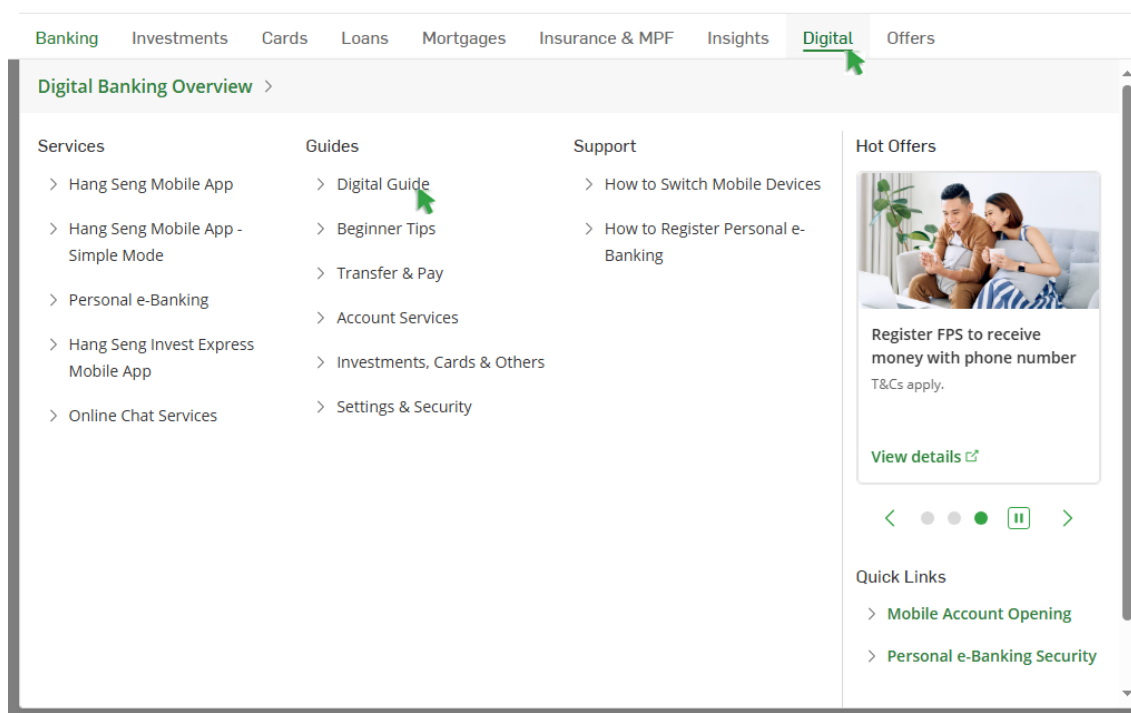 Banking Investments Cards Loans Mortgages Insurance & MPF Insights Digital Offers
Digital Banking Overview
Services
Hang Seng Mobile App
Hang Seng Mobile App -
Simple Mode
Personal e-Banking
Hang Seng Invest Express
Mobile App
Online Chat Services
Guides
Digital Guide
Beginner Tips
Transfer & Pay
Account Services
Investments, Cards & Others
Settings & Security
Support
How to Switch Mobile Devices
How to Register Personal e-
Banking
Hot Offers
Register FPS to receive
money with phone number
T&Cs apply.
View details
Quick Links
Mobile Account Opening
Personal e-Banking Security